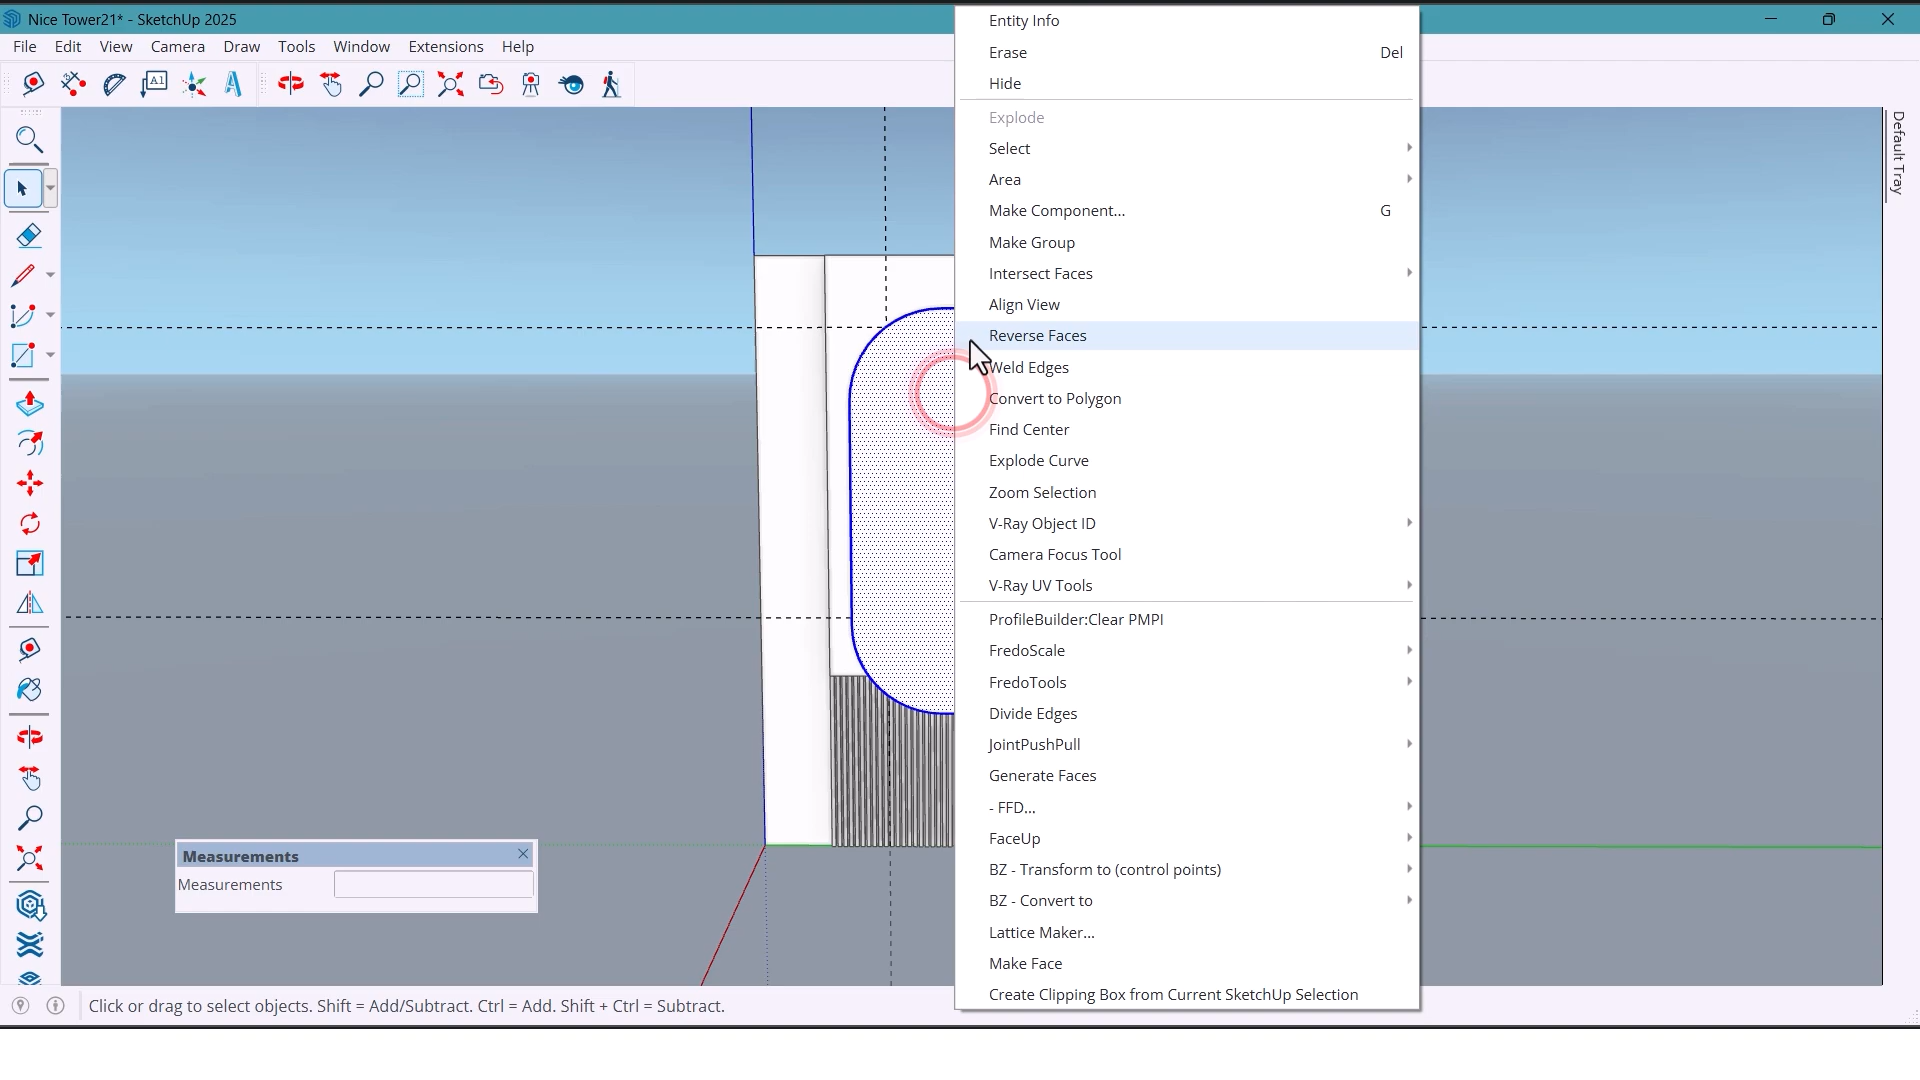 Nice Tower21* - SketchUp 2025
File Edit View Camera Draw Tools Window Extensions Help
A1
Default Tray
Entity Info
Erase Del
Hide
Explode
Select
Area
Make Component... G
Make Group
Intersect Faces
Align View
Reverse Faces
Weld Edges
Convert to Polygon
Find Center
Explode Curve
Zoom Selection
V-Ray Object ID
Camera Focus Tool
V-Ray UV Tools
ProfileBuilder:Clear PMPI
FredoScale
FredoTools
Divide Edges
JointPushPull
Generate Faces
- FFD...
FaceUp
BZ - Transform to (control points)
BZ - Convert to
Lattice Maker...
Make Face
Create Clipping Box from Current SketchUp Selection
Measurements
Measurements
Click or drag to select objects. Shift = Add/Subtract. Ctrl = Add. Shift + Ctrl = Subtract.